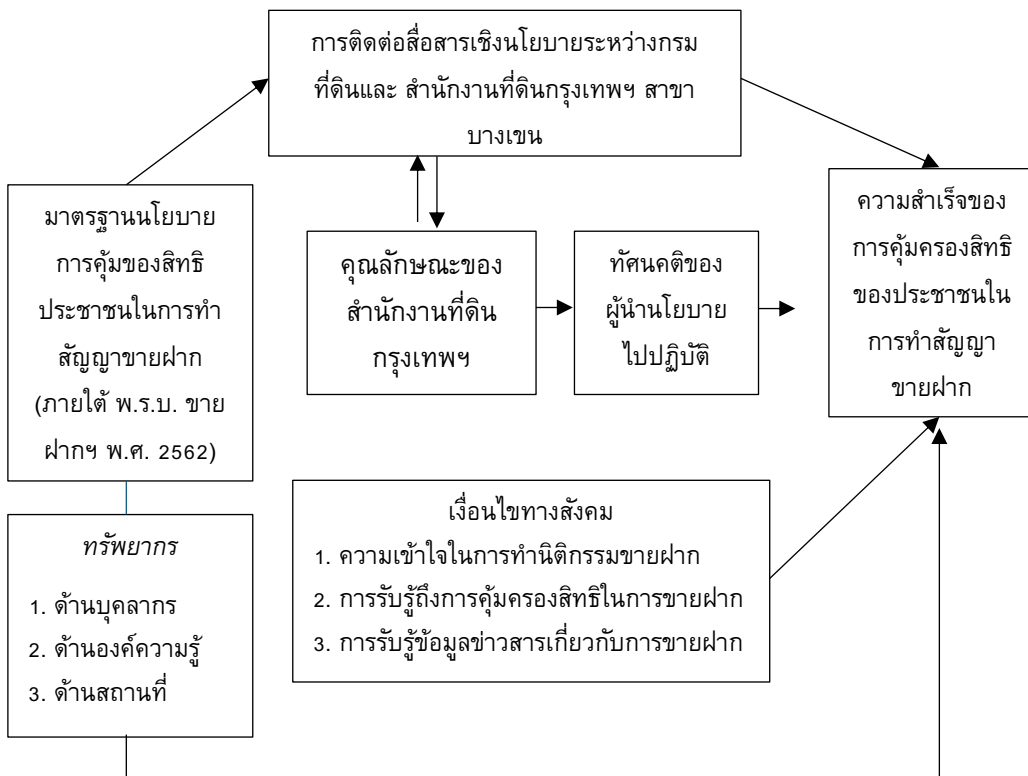 การติดต่อสื่อสารเชิงนโยบายระหว่างกรม
ที่ดินและ สำนักงานที่ดินกรุงเทพฯ สาขา
บางเขน
มาตรฐานนโยบาย
การคุ้มของสิทธิ
ประชาชนในการทำ
สัญญาขายฝาก
(ภายใต้ พ.ร.บ. ขาย
ฝากฯ พ.ศ. 2562)
คุณลักษณะของ
สำนักงานที่ดิน
กรุงเทพฯ
ทัศนคติของ
ผู้นำนโยบาย
ไปปฏิบัติ
ความสำเร็จของ
การคุ้มครองสิทธิ
ของประชาชนใน
การทำสัญญา
ขายฝาก
ทรัพยากร
1. ด้านบุคลากร
2. ด้านองค์ความรู้
3. ด้านสถานที่
เงื่อนไขทางสังคม
1. ความเข้าใจในการทำนิติกรรมขายฝาก
2. การรับรู้ถึงการคุ้มครองสิทธิในการขายฝาก
3. การรับรู้ข้อมูลข่าวสารเกี่ยวกับการขายฝาก